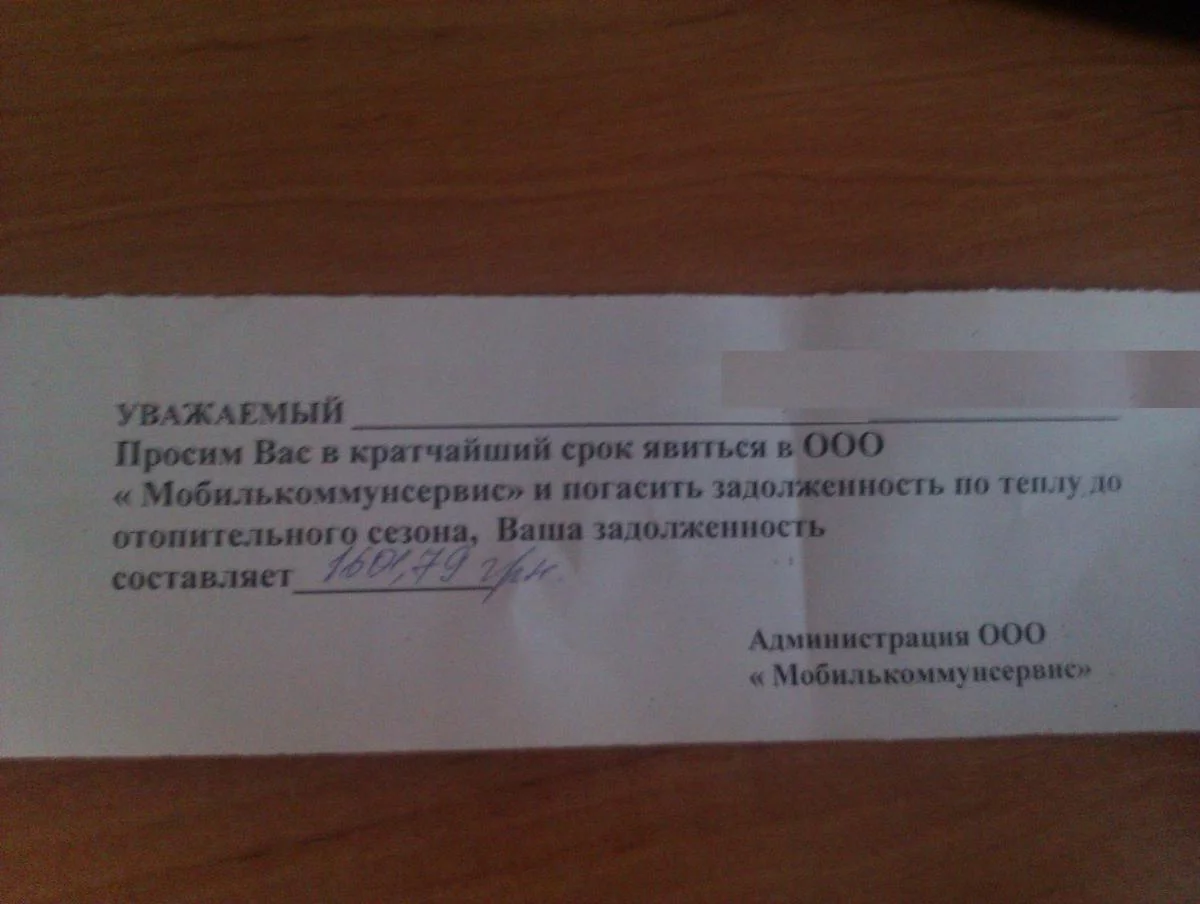 УВАЖАЕМЫЙ
Просим Вас в кратчайший срок явиться в ООО
« Мобилькоммунсервис» и погасить задолженность по теплу до
отопительного сезона, Ваша задолженность
составляет 1601,79 грн.
Администрация ООО
« Мобилькоммунсервис»